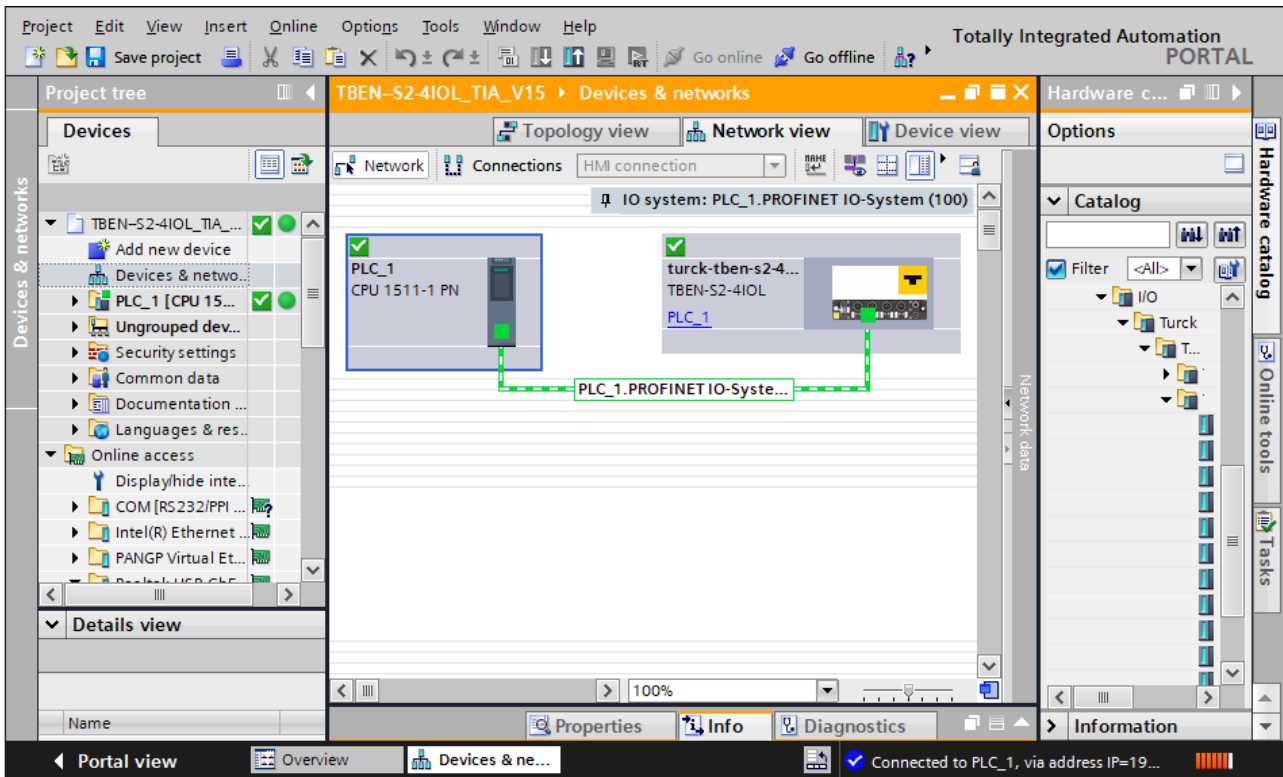 Project Edit View Insert Online Options Tools Window Help
Totally Integrated Automation
PORTAL
Save project
Go online
Go offline
Project tree
TBEN--S2-4IOL_TIA_V15 ▸ Devices & networks
Hardware c...
Devices
Topology view
Network view
Device view
Options
Network
Connections
HMI connection
IO system: PLC_1.PROFINET IO-System (100)
Catalog
TBEN--S2-4IOL_TIA_...
Add new device
Devices & netwo..
PLC_1 [CPU 15...
Ungrouped dev...
Security settings
Common data
Documentation ...
Languages & res..
Online access
Display/hide inte..
COM [RS232/PPI ...
Intel(R) Ethernet ...
PANGP Virtual Et...
PLC_1
CPU 1511-1 PN
turck-tben-s2-4...
TBEN-S2-4IOL
PLC_1
PLC_1.PROFINET IO-Syste...
Filter
<All>
I/O
Turck
T...
Devices & networks
Network data
Hardware catalog
Online tools
Tasks
Details view
Name
100%
Properties
Info
Diagnostics
Information
Portal view
Overview
Devices & ne...
Connected to PLC_1, via address IP=19...